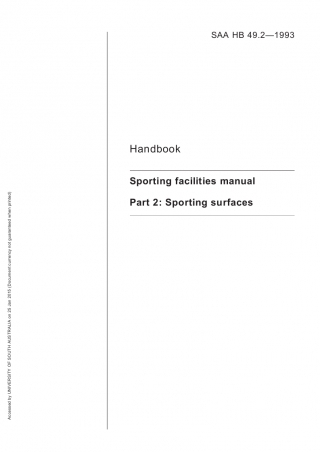 SAA HB 49.2—1993
Handbook
Sporting facilities manual
Part 2: Sporting surfaces
Accessed by UNIVERSITY OF SOUTH AUSTRALIA on 26 Jan 2015 (Document currency not guaranteed when printed)